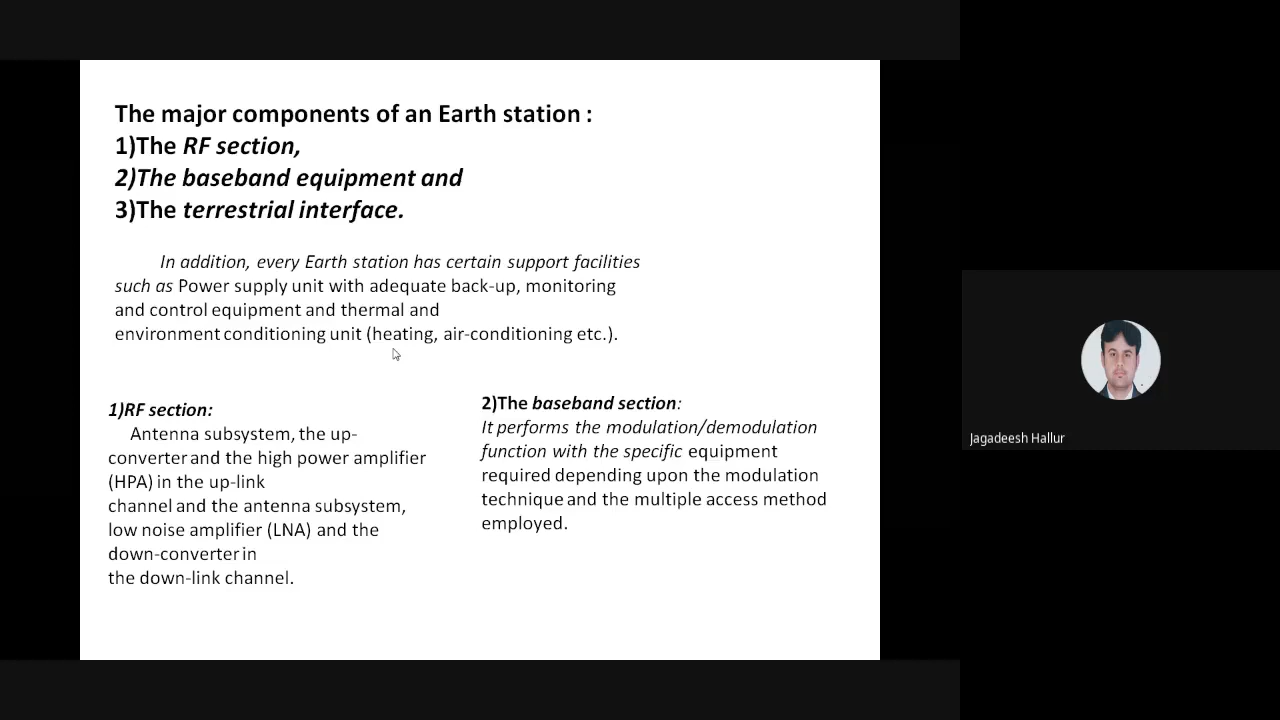 The major components of an Earth station :
1)The RF section,
2)The baseband equipment and
3)The terrestrial interface.
In addition, every Earth station has certain support facilities
such as Power supply unit with adequate back-up, monitoring
and control equipment and thermal and
environment conditioning unit (heating, air-conditioning etc.).
1)RF section:
Antenna subsystem, the up-
converter and the high power amplifier
(HPA) in the up-link
channel and the antenna subsystem,
low noise amplifier (LNA) and the
down-converter in
the down-link channel.
2)The baseband section:
It performs the modulation/demodulation
function with the specific equipment
required depending upon the modulation
technique and the multiple access method
employed.
Jagadeesh Hallur